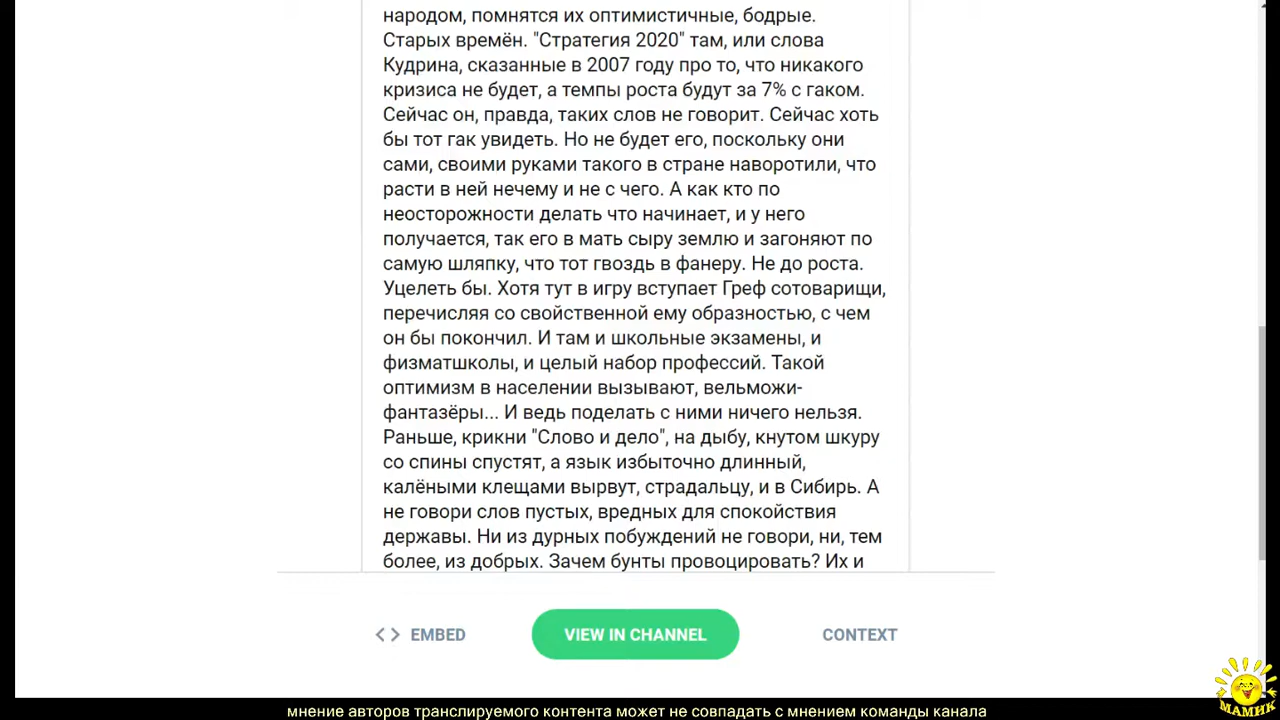 народом, помнятся их оптимистичные, бодрые.
Старых времён. "Стратегия 2020" там, или слова
Кудрина, сказанные в 2007 году про то, что никакого
кризиса не будет, а темпы роста будут за 7% с гаком.
Сейчас он, правда, таких слов не говорит. Сейчас хоть
бы тот гак увидеть. Но не будет его, поскольку они
сами, своими руками такого в стране наворотили, что
расти в ней нечему и не с чего. А как кто по
неосторожности делать что начинает, и у него
получается, так его в мать сыру землю и загоняют по
самую шляпку, что тот гвоздь в фанеру. Не до роста.
Уцелеть бы. Хотя тут в игру вступает Греф сотоварищи,
перечисляя со свойственной ему образностью, с чем
он бы покончил. И там и школьные экзамены, и
физматшколы, и целый набор профессий. Такой
оптимизм в населении вызывают, вельможи-
фантазёры... И ведь поделать с ними ничего нельзя.
Раньше, крикни "Слово и дело", на дыбу, кнутом шкуру
со спины спустят, а язык избыточно длинный,
калёными клещами вырвут, страдальцу, и в Сибирь. А
не говори слов пустых, вредных для спокойствия
державы. Ни из дурных побуждений не говори, ни, тем
более, из добрых. Зачем бунты провоцировать? Их и
EMBED
VIEW IN CHANNEL
CONTEXT
МАМИК
мнение авторов транслируемого контента может не совпадать с мнением команды канала